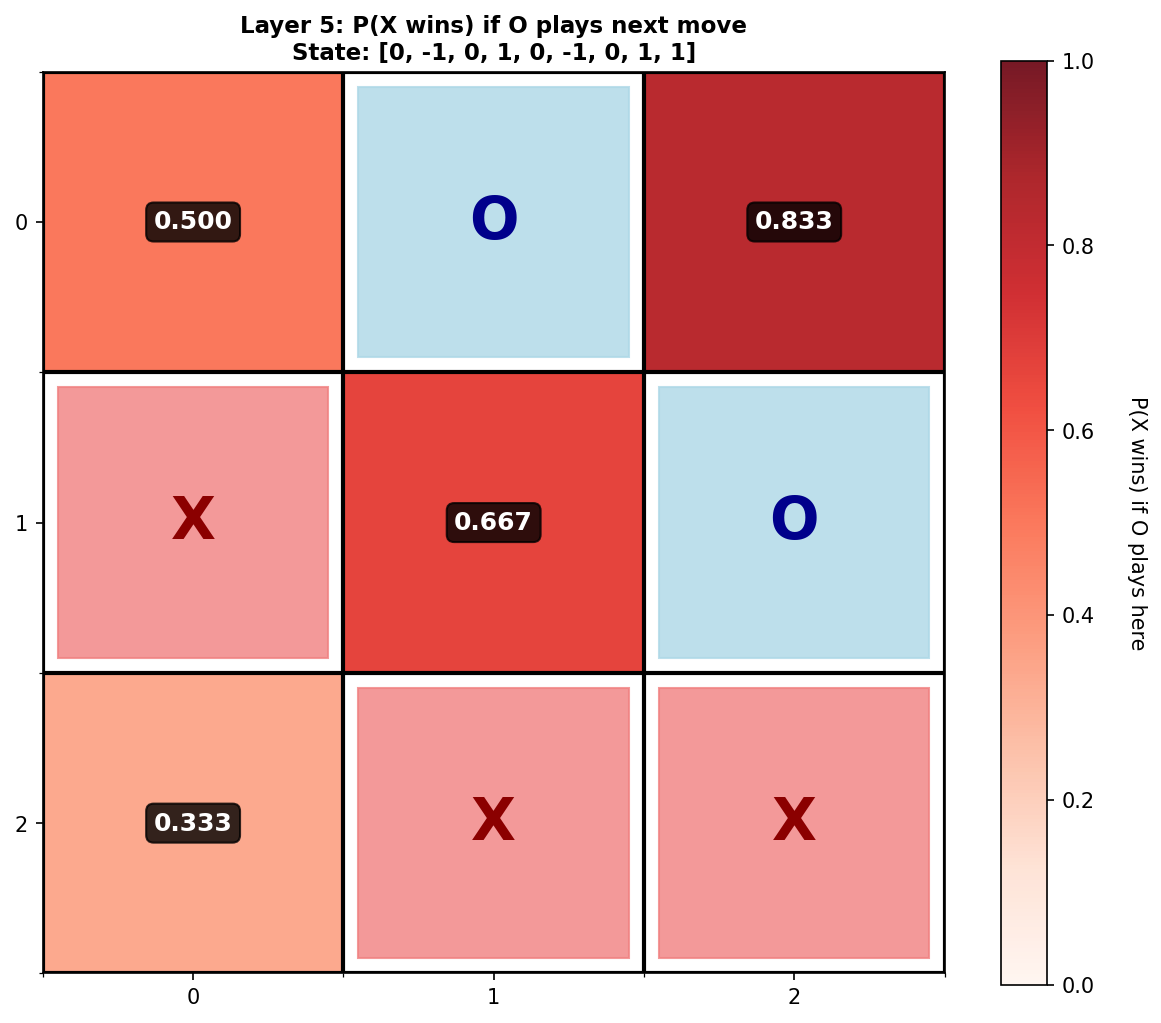 Layer 5: P(X wins) if O plays next move
State: [0, -1, 0, 1, 0, -1, 0, 1, 1]
0
0.500
O
0.833
1
X
0.667
O
2
0.333
X
X
0
1
2
1.0
0.8
0.6
0.4
0.2
0.0
P(X wins) if O plays here